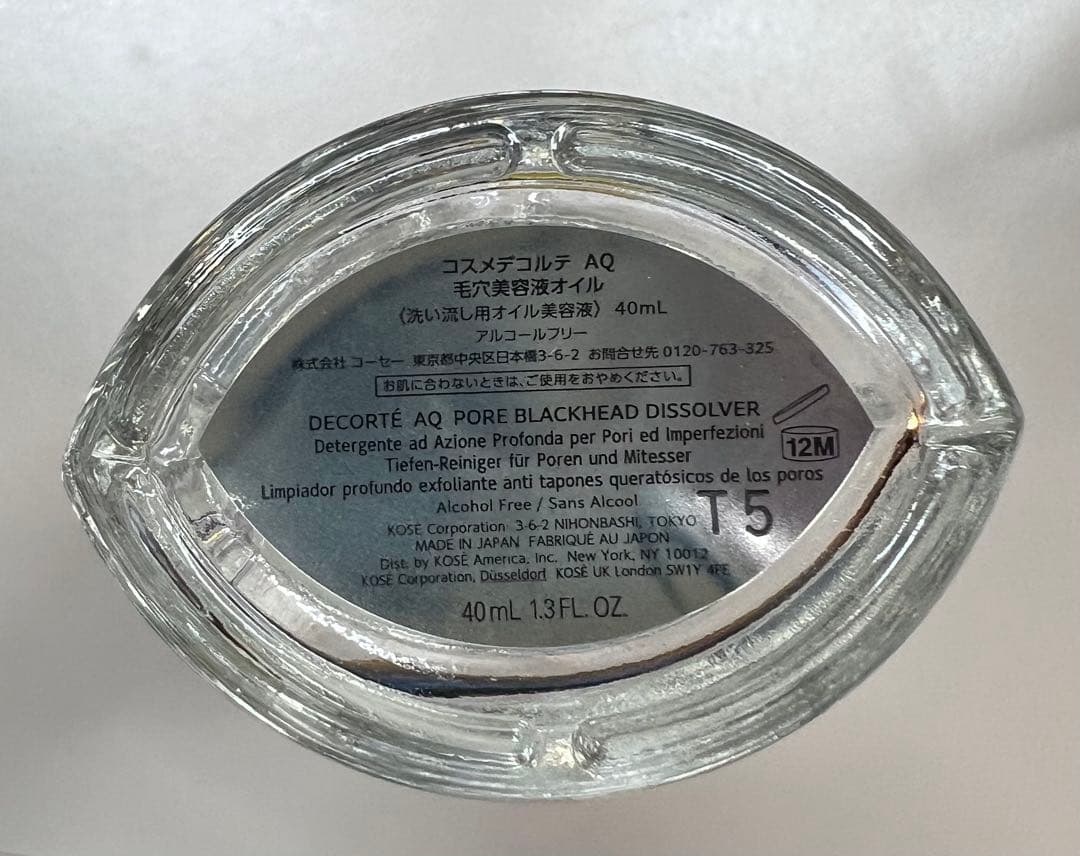 コスメデコルテ AQ
毛穴美容液オイル
〈洗い流し用オイル美容液〉 40mL
アルコールフリー
株式会社 コーセー 東京都中央区日本橋3-6-2 お問合せ先 0120-763-325
お肌に合わないときは、ご使用をおやめください。
DECORTÉ AQ PORE BLACKHEAD DISSOLVER
Detergente ad Azione Profonda per Pori ed Imperfezioni
12M
Tiefen-Reiniger für Poren und Mitesser
Limpiador profundo exfoliante anti tapones queratósicos de los poros
Alcohol Free / Sans Alcool
T 5
KOSÉ Corporation 3-6-2 NIHONBASHI, TOKYO
MADE IN JAPAN FABRIQUÉ AU JAPON
Dist. by KOSÉ America, Inc. New York, NY 10012
KOSÉ Corporation, Düsseldorf KOSÉ UK London SW1Y 4PE
40mL 1.3 FL. OZ.